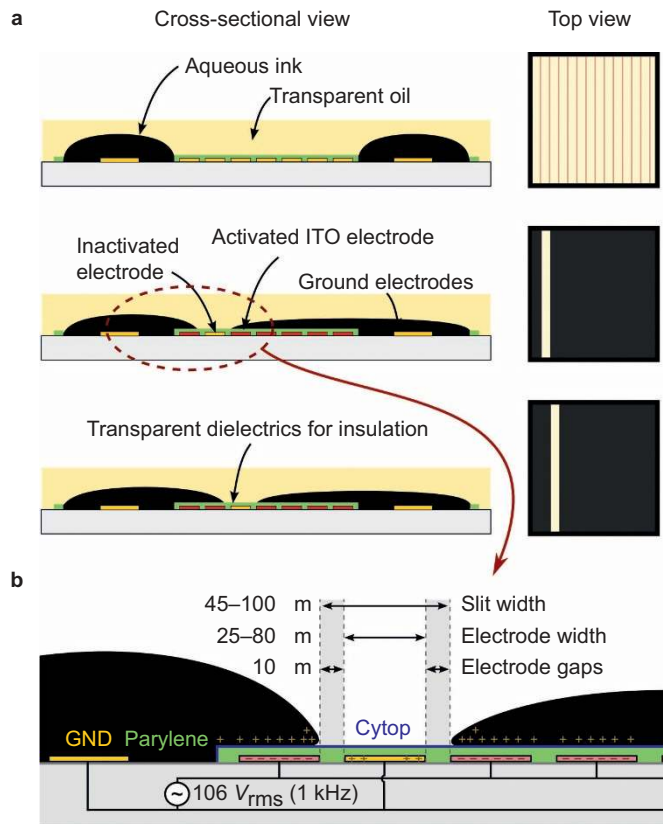 a
Cross-sectional view
Top view
Aqueous ink
Transparent oil
Inactivated
electrode
Activated ITO electrode
Ground electrodes
Transparent dielectrics for insulation
b
45–100 m
Slit width
25–80 m
Electrode width
10 m
Electrode gaps
GND
Parylene
Cytop
106 Vrms (1 kHz)